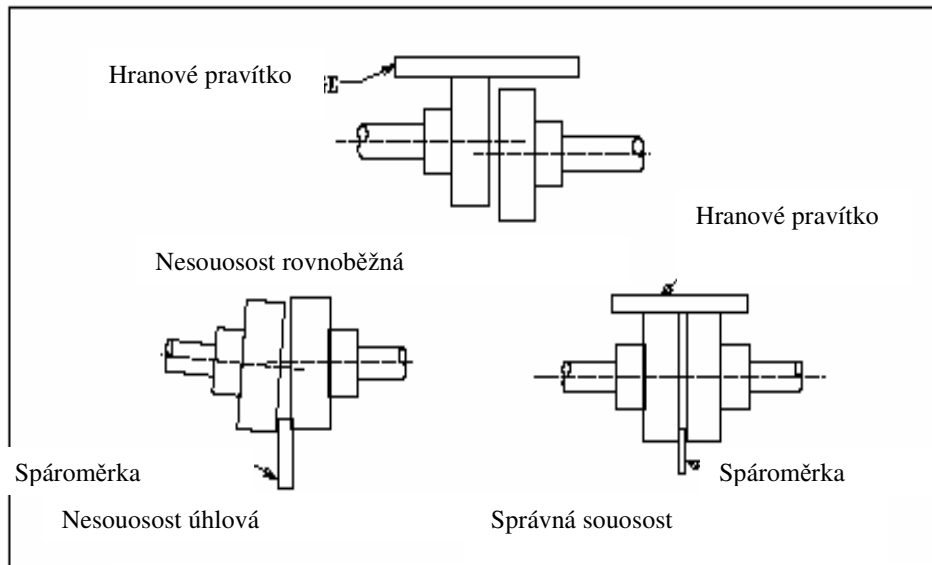 Hranové pravítko
Hranové pravítko
Nesouosost rovnoběžná
Spároměrka
Spároměrka
Nesouosost úhlová
Správná souosost